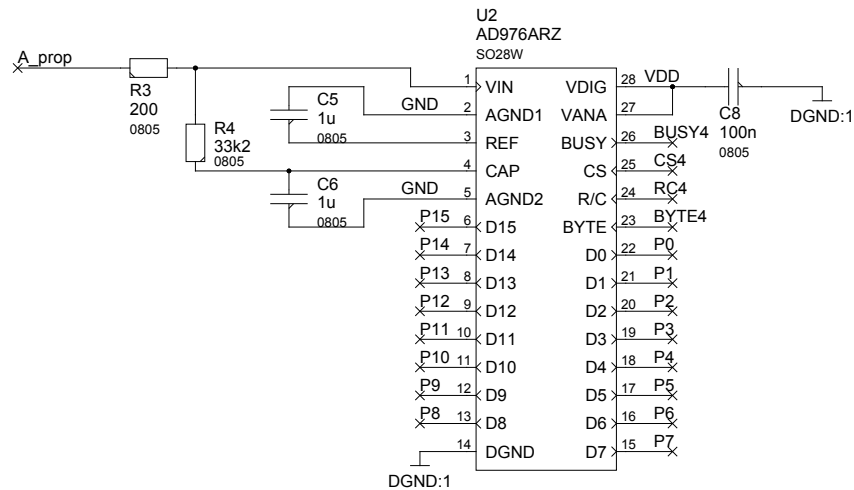 U2
AD976ARZ
SO28W
A_prop
R3
200
0805
R4
33k2
0805
C5
1u
0805
GND
C6
1u
0805
GND
VDD
C8
100n
0805
DGND:1
1 VIN VDIG 28
2 AGND1 VANA 27
3 REF BUSY 26 BUSY4
4 CAP CS 25 CS4
5 AGND2 R/C 24 RC4
P15 6 D15 BYTE 23 BYTE4
P14 7 D14 D0 22 P0
P13 8 D13 D1 21 P1
P12 9 D12 D2 20 P2
P11 10 D11 D3 19 P3
P10 11 D10 D4 18 P4
P9 12 D9 D5 17 P5
P8 13 D8 D6 16 P6
14 DGND D7 15 P7
DGND:1